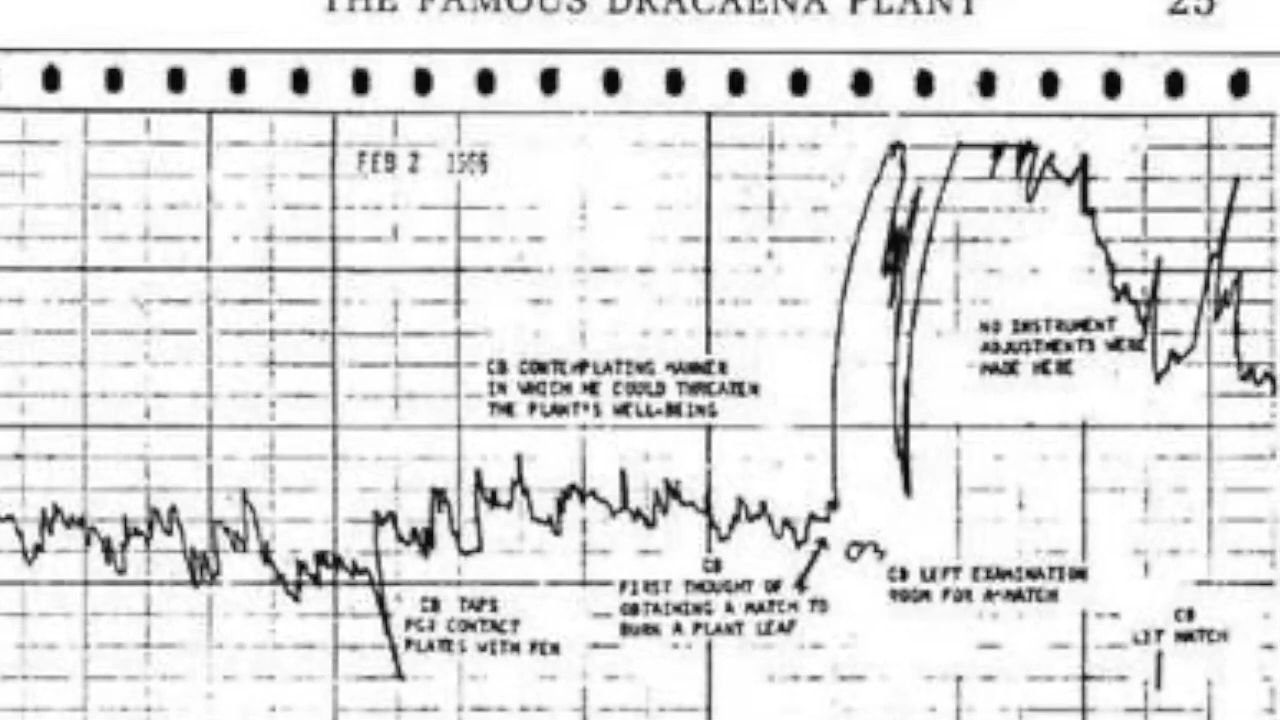 THE FAMOUS DRACAENA PLANT 25
FEB 2 1966
CB CONTEMPLATING MANNER
IN WHICH HE COULD THREATEN
THE PLANT'S WELL-BEING
NO INSTRUMENT
ADJUSTMENTS WERE
MADE HERE
CB
FIRST THOUGHT OF
OBTAINING A MATCH TO
BURN A PLANT LEAF
CB LEFT EXAMINATION
ROOM FOR A MATCH
CB TAPS
PGR CONTACT
PLATES WITH PEN
CB
LIT MATCH